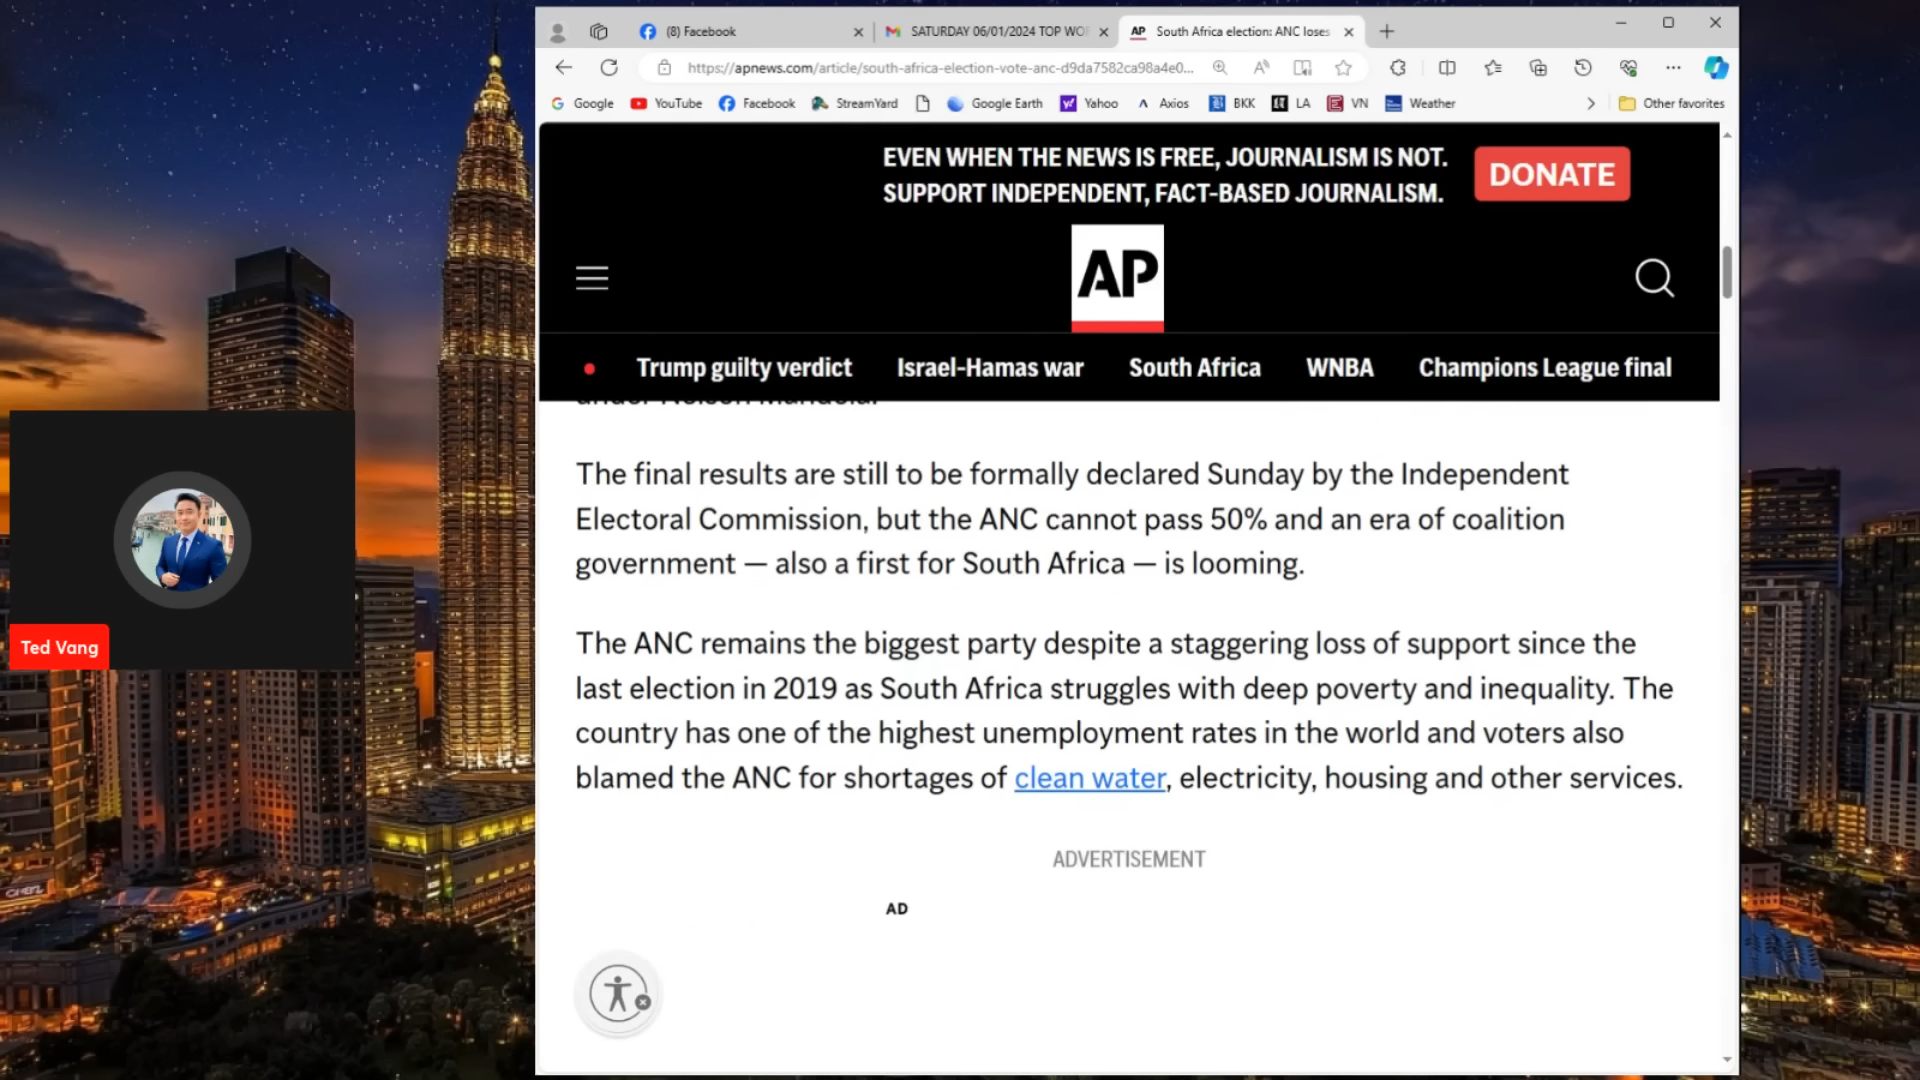 (8) Facebook
SATURDAY 06/01/2024 TOP WO
AP South Africa election: ANC loses
https://apnews.com/article/south-africa-election-vote-anc-d9da7582ca98a4e0...
Google YouTube Facebook StreamYard Google Earth Yahoo Axios BKK LA VN Weather Other favorites
EVEN WHEN THE NEWS IS FREE, JOURNALISM IS NOT.
SUPPORT INDEPENDENT, FACT-BASED JOURNALISM.
DONATE
AP
Trump guilty verdict Israel-Hamas war South Africa WNBA Champions League final
under Nelson Mandela.
The final results are still to be formally declared Sunday by the Independent
Electoral Commission, but the ANC cannot pass 50% and an era of coalition
government — also a first for South Africa — is looming.
The ANC remains the biggest party despite a staggering loss of support since the
last election in 2019 as South Africa struggles with deep poverty and inequality. The
country has one of the highest unemployment rates in the world and voters also
blamed the ANC for shortages of clean water, electricity, housing and other services.
ADVERTISEMENT
AD
Ted Vang